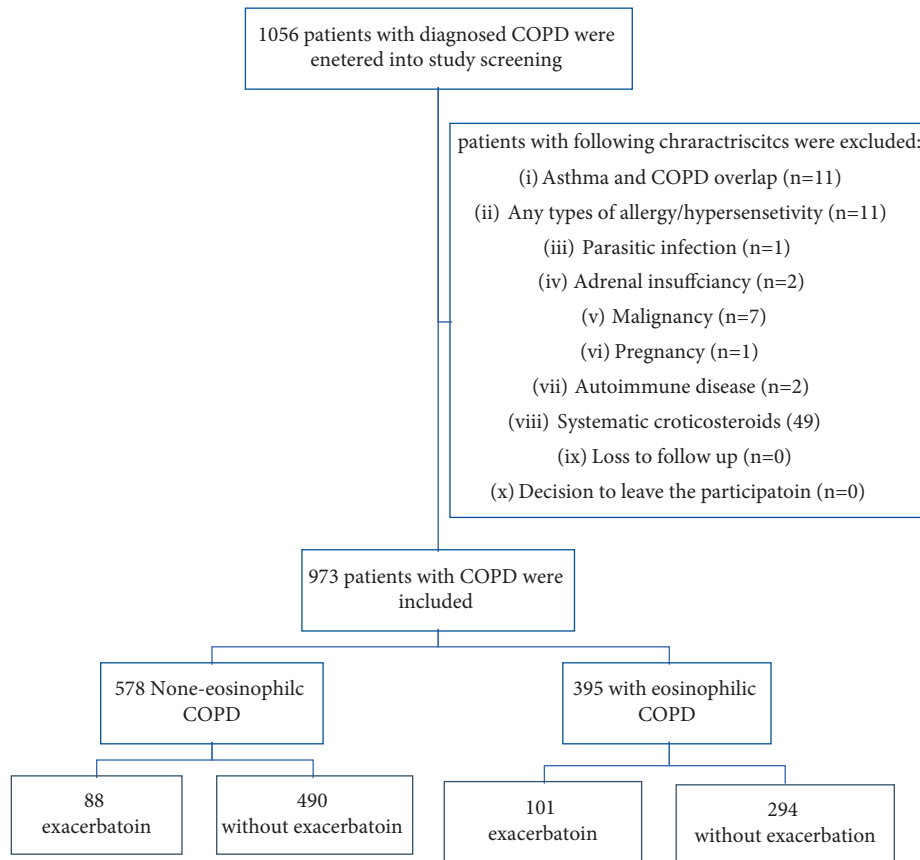 1056 patients with diagnosed COPD were
enetered into study screening
patients with following chraractriscitcs were excluded:
(i) Asthma and COPD overlap (n=11)
(ii) Any types of allergy/hypersensetivity (n=11)
(iii) Parasitic infection (n=1)
(iv) Adrenal insuffciancy (n=2)
(v) Malignancy (n=7)
(vi) Pregnancy (n=1)
(vii) Autoimmune disease (n=2)
(viii) Systematic croticosteroids (49)
(ix) Loss to follow up (n=0)
(x) Decision to leave the participatoin (n=0)
973 patients with COPD were
included
578 None-eosinophilc
COPD
395 with eosinophilic
COPD
88
exacerbatoin
490
without exacerbatoin
101
exacerbatoin
294
without exacerbation